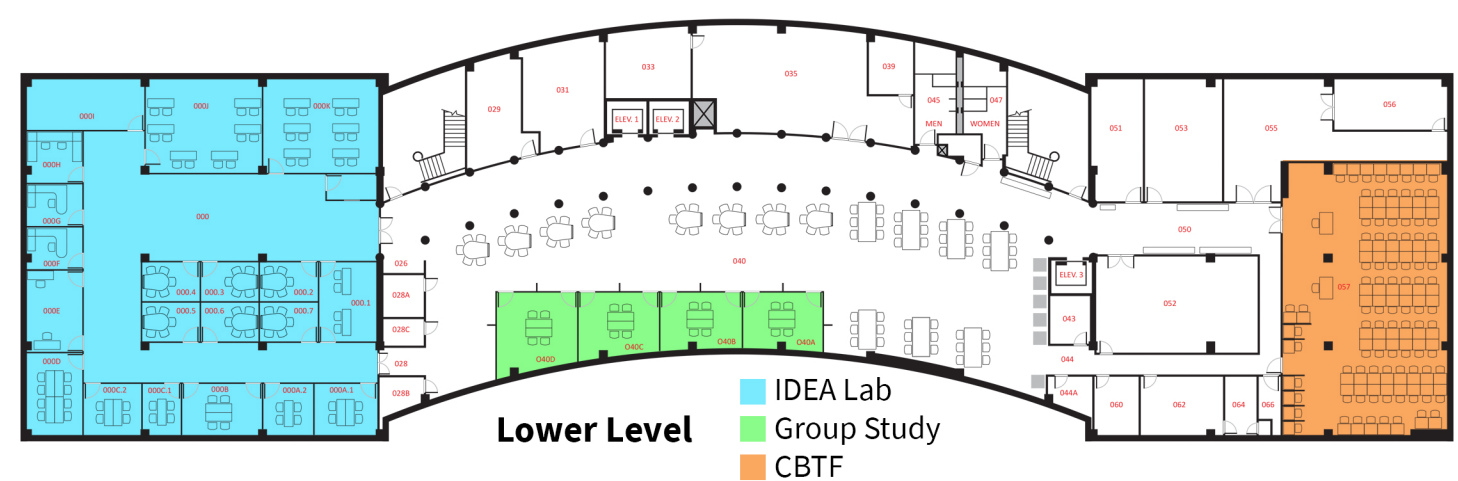 000I
000J
000K
000H
000G
000F
000E
000D
000
000.4
000.3
000.2
000.1
000.5
000.6
000.7
000C.2
000C.1
000B
000A.2
000A.1
026
028A
028C
028
028B
029
031
033
ELEV. 1
ELEV. 2
035
039
045
MEN
047
WOMEN
040
O40D
O40C
O40B
O40A
051
053
055
056
050
057
ELEV. 3
043
052
044
044A
060
062
064
066
Lower Level
IDEA Lab
Group Study
CBTF